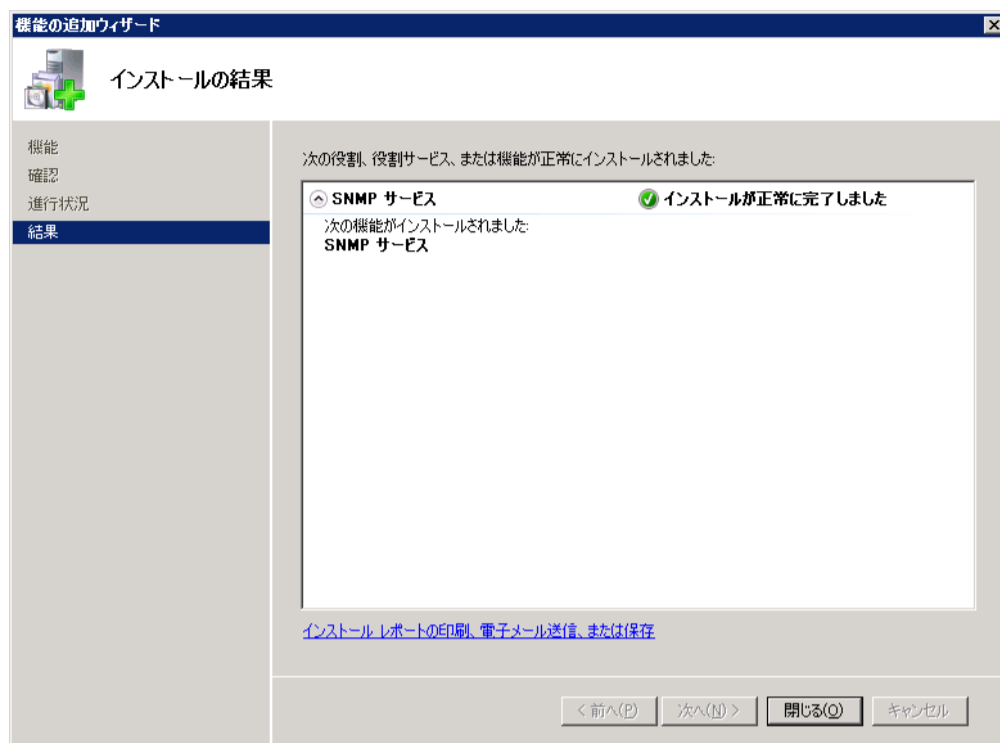 機能の追加ウィザード
インストールの結果
機能
確認
進行状況
結果
次の役割、役割サービス、または機能が正常にインストールされました:
SNMP サービス
インストールが正常に完了しました
次の機能がインストールされました:
SNMP サービス
インストール レポートの印刷、電子メール送信、または保存
< 前へ(P)
次へ(N) >
閉じる(O)
キャンセル